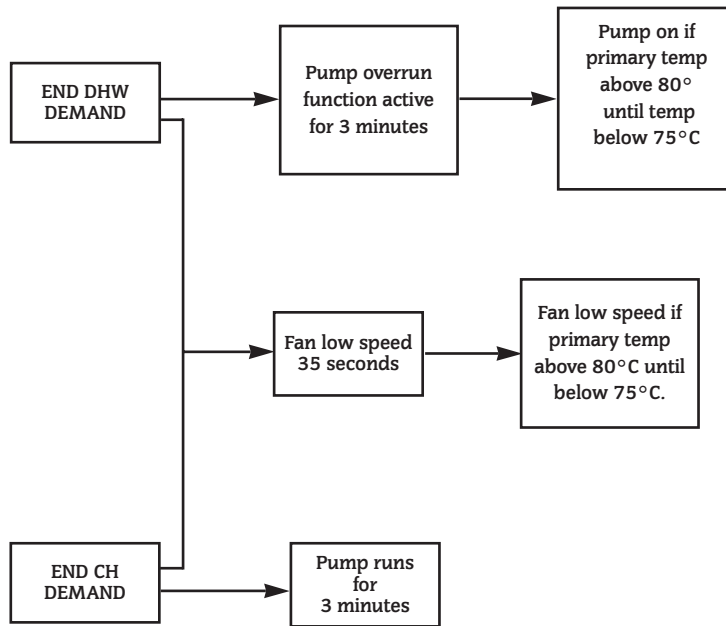 END DHW
DEMAND
Pump overrun
function active
for 3 minutes
Pump on if
primary temp
above 80°
until temp
below 75°C
Fan low speed
35 seconds
Fan low speed if
primary temp
above 80°C until
below 75°C.
END CH
DEMAND
Pump runs
for
3 minutes